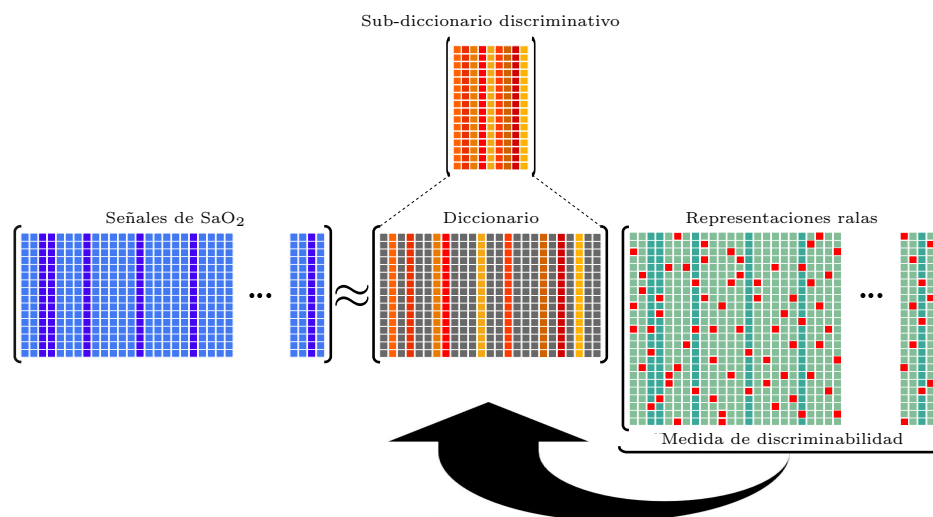 Sub-diccionario discriminativo
Señales de SaO₂
Diccionario
Representaciones ralas
...
≈
...
Medida de discriminabilidad